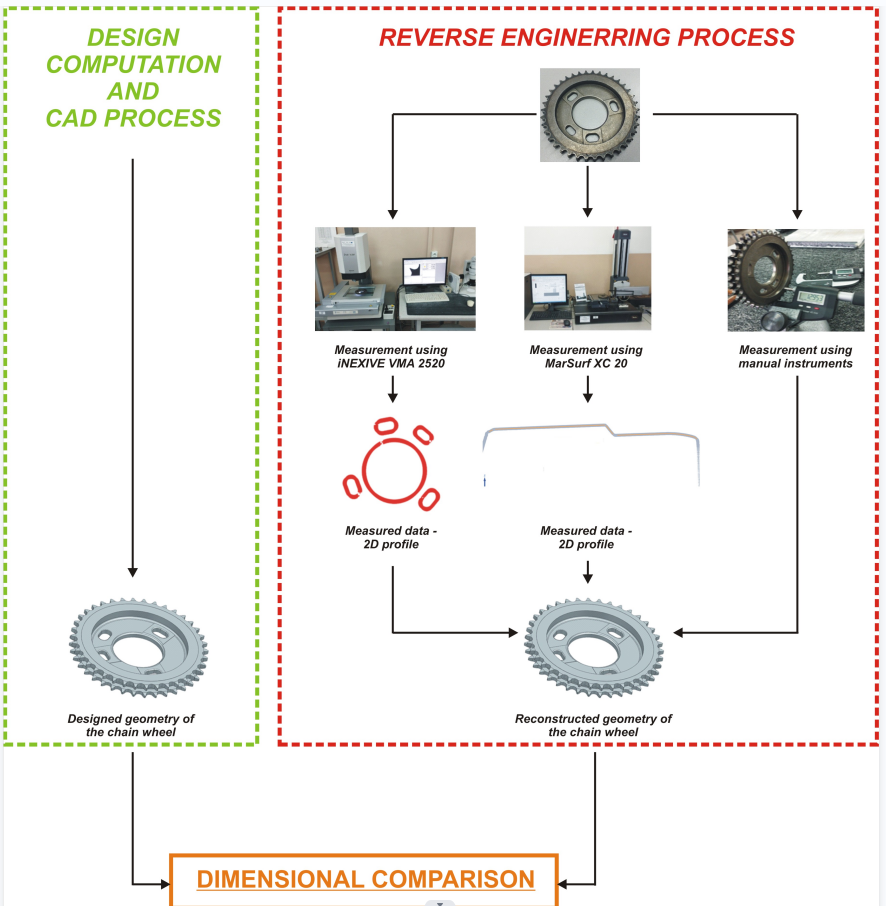 DESIGN
COMPUTATION
AND
CAD PROCESS
REVERSE ENGINERRING PROCESS
Measurement using
iNEXIVE VMA 2520
Measurement using
MarSurf XC 20
Measurement using
manual instruments
Measured data -
2D profile
Measured data -
2D profile
Designed geometry of
the chain wheel
Reconstructed geometry of
the chain wheel
DIMENSIONAL COMPARISON